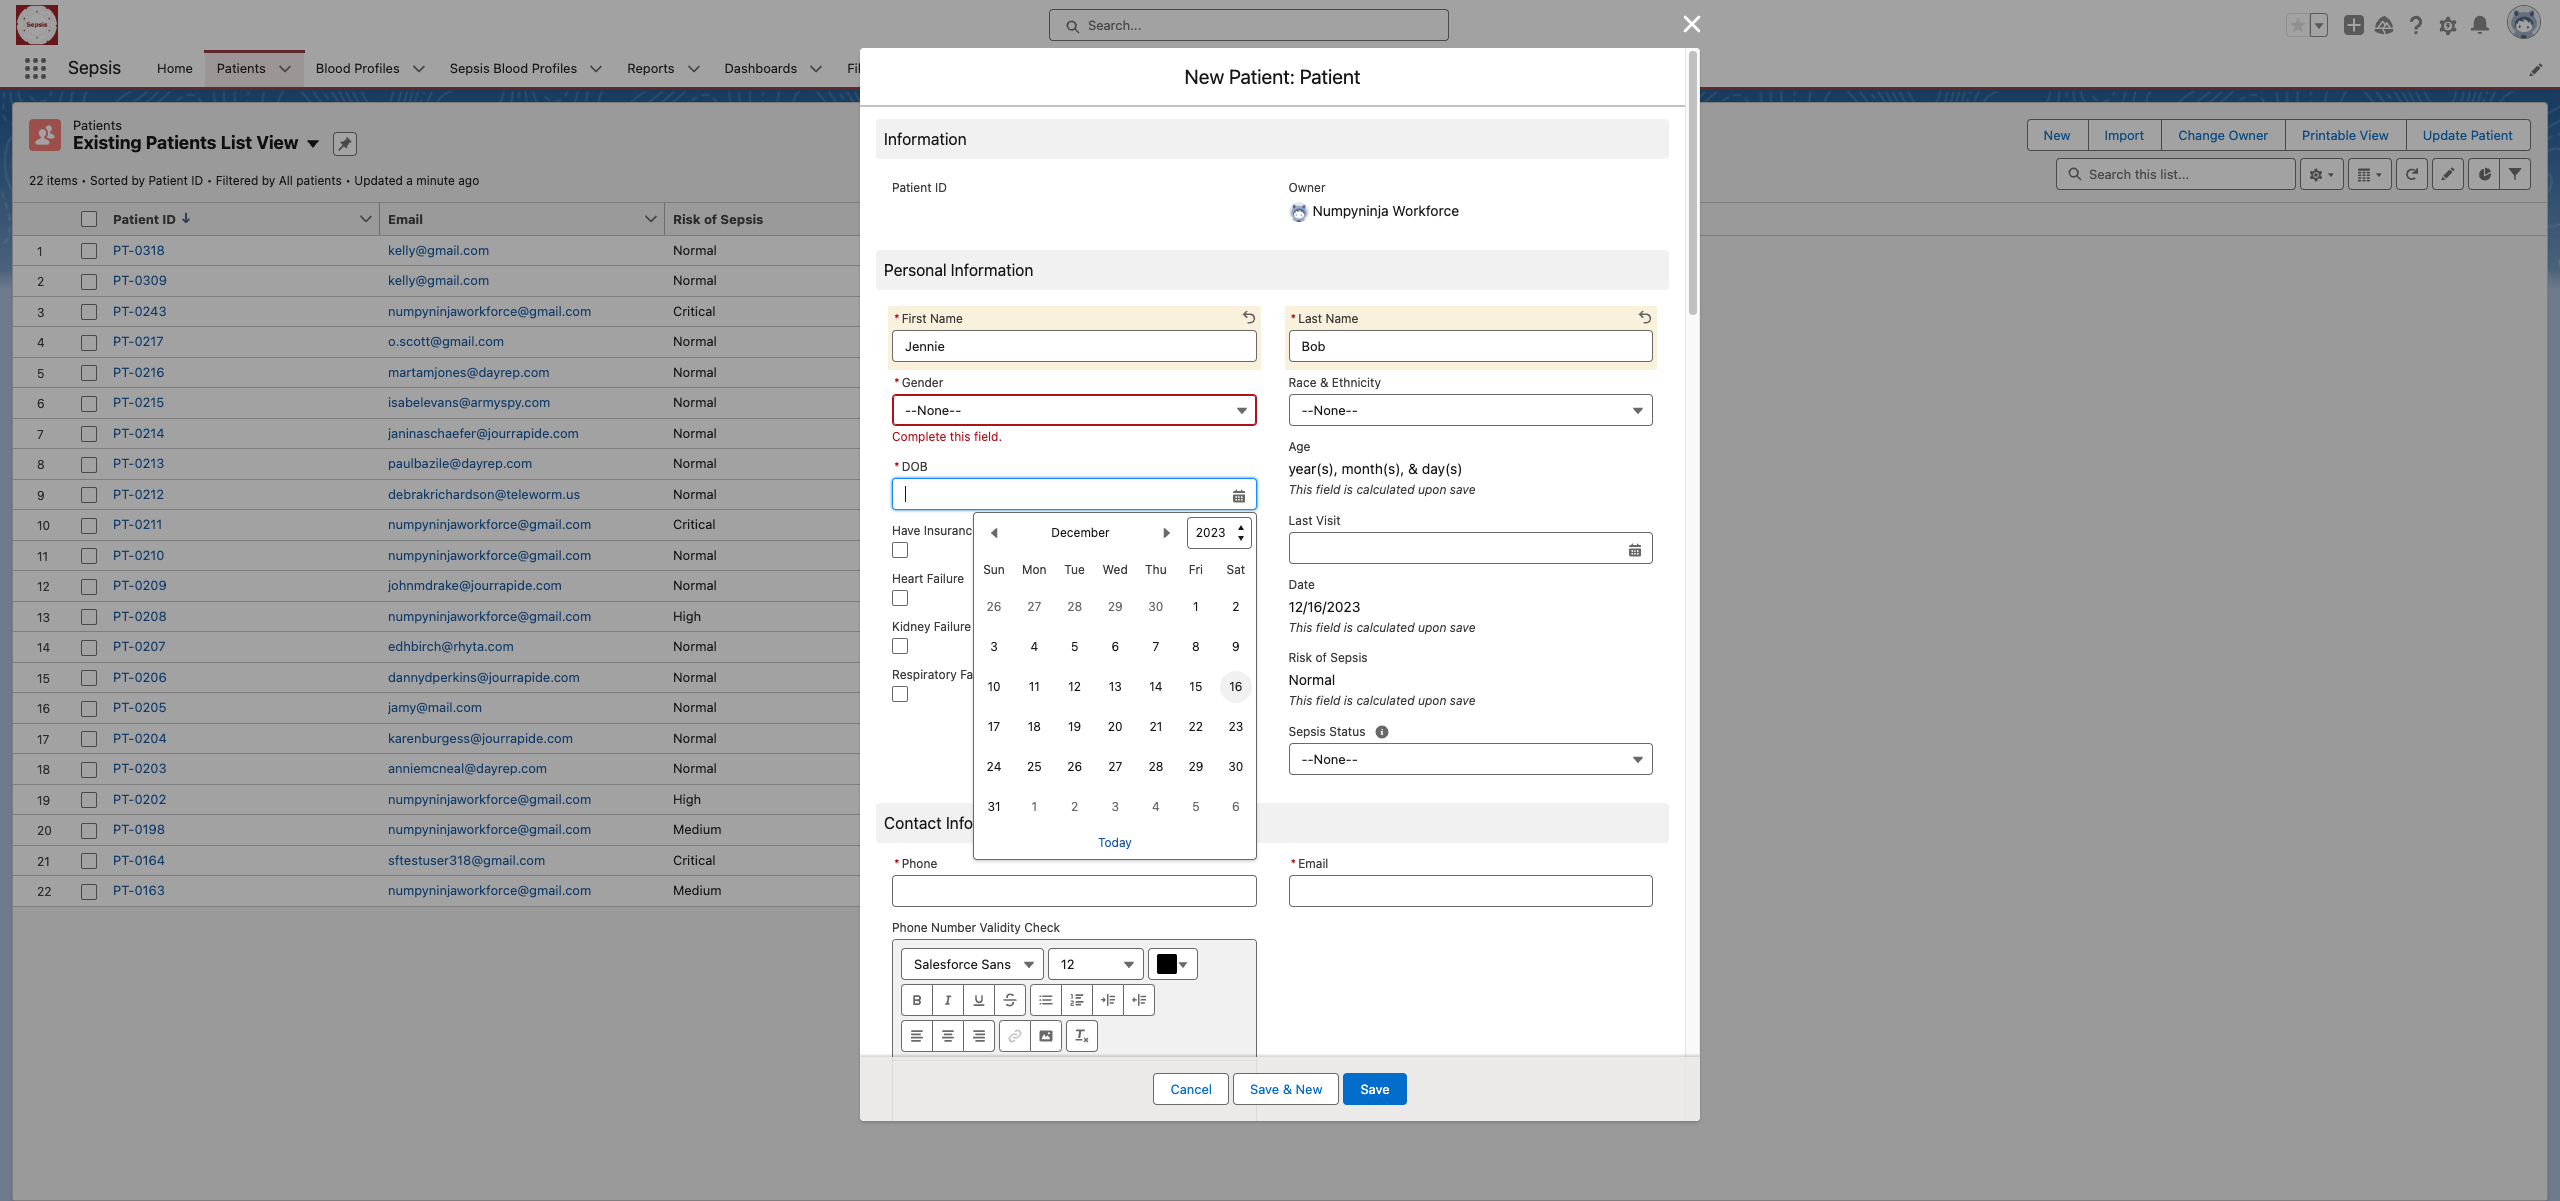 Sepsis
Search...
Sepsis
Home
Patients
Blood Profiles
Sepsis Blood Profiles
Reports
Dashboards
Patients
Existing Patients List View
22 items • Sorted by Patient ID • Filtered by All patients • Updated a minute ago
New
Import
Change Owner
Printable View
Update Patient
Search this list...
Patient ID Email Risk of Sepsis
1 PT-0318 kelly@gmail.com Normal
2 PT-0309 kelly@gmail.com Normal
3 PT-0243 numpyninjaworkforce@gmail.com Critical
4 PT-0217 o.scott@gmail.com Normal
5 PT-0216 martamjones@dayrep.com Normal
6 PT-0215 isabelevans@armyspy.com Normal
7 PT-0214 janinaschaefer@jourrapide.com Normal
8 PT-0213 paulbazile@dayrep.com Normal
9 PT-0212 debrakrichardson@teleworm.us Normal
10 PT-0211 numpyninjaworkforce@gmail.com Critical
11 PT-0210 numpyninjaworkforce@gmail.com Normal
12 PT-0209 johnmdrake@jourrapide.com Normal
13 PT-0208 numpyninjaworkforce@gmail.com High
14 PT-0207 edhbirch@rhyta.com Normal
15 PT-0206 dannydperkins@jourrapide.com Normal
16 PT-0205 jamy@mail.com Normal
17 PT-0204 karenburgess@jourrapide.com Normal
18 PT-0203 anniemcneal@dayrep.com Normal
19 PT-0202 numpyninjaworkforce@gmail.com High
20 PT-0198 numpyninjaworkforce@gmail.com Medium
21 PT-0164 sftestuser318@gmail.com Critical
22 PT-0163 numpyninjaworkforce@gmail.com Medium
New Patient: Patient
Information
Patient ID
Owner
Numpyninja Workforce
Personal Information
* First Name
Jennie
* Last Name
Bob
* Gender
--None--
Complete this field.
Race & Ethnicity
--None--
* DOB
Age
year(s), month(s), & day(s)
This field is calculated upon save
Have Insuranc
Heart Failure
Kidney Failure
Respiratory Fa
December 2023
Sun Mon Tue Wed Thu Fri Sat
26 27 28 29 30 1 2
3 4 5 6 7 8 9
10 11 12 13 14 15 16
17 18 19 20 21 22 23
24 25 26 27 28 29 30
31 1 2 3 4 5 6
Today
Last Visit
Date
12/16/2023
This field is calculated upon save
Risk of Sepsis
Normal
This field is calculated upon save
Sepsis Status
--None--
Contact Info
* Phone
* Email
Phone Number Validity Check
Salesforce Sans
12
Cancel
Save & New
Save